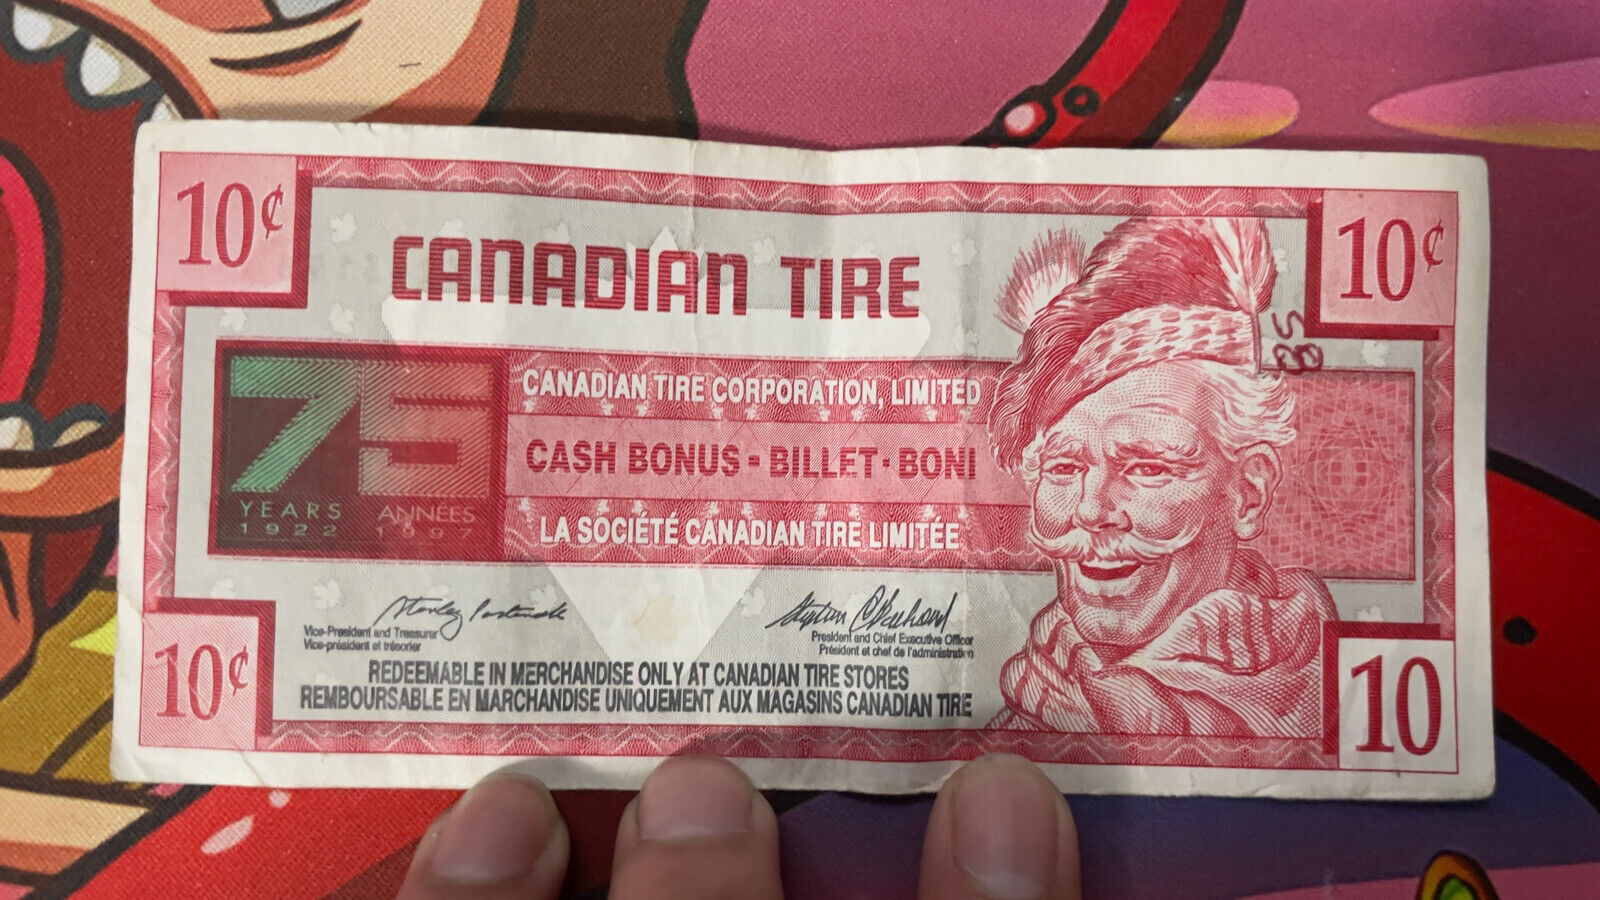 10¢
10¢
CANADIAN TIRE
85
75
YEARS ANNÉES
1922 1997
CANADIAN TIRE CORPORATION, LIMITED
CASH BONUS - BILLET - BONI
LA SOCIÉTÉ CANADIAN TIRE LIMITÉE
Vice-President and Treasurer
Vice-président et trésorier
President and Chief Executive Officer
Président et chef de l'administration
REDEEMABLE IN MERCHANDISE ONLY AT CANADIAN TIRE STORES
REMBOURSABLE EN MARCHANDISE UNIQUEMENT AUX MAGASINS CANADIAN TIRE
10¢
10